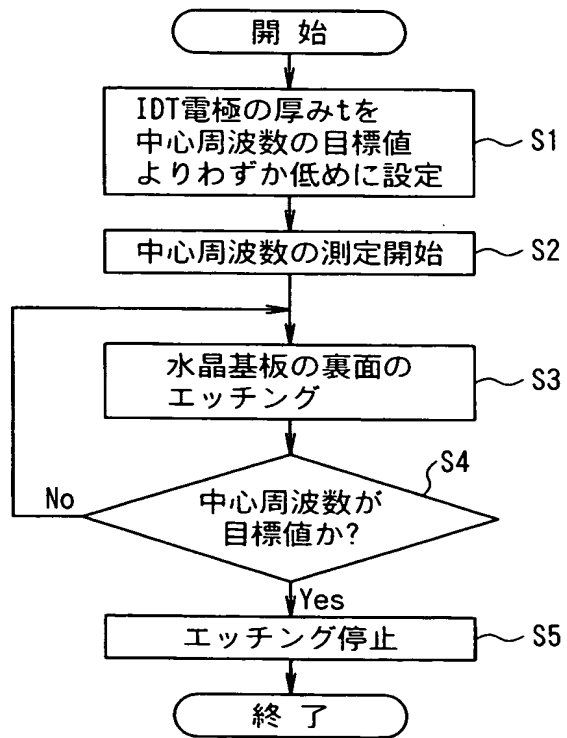 開 始
IDT電極の厚みtを
中心周波数の目標値
よりわずか低めに設定
S1
中心周波数の測定開始
S2
水晶基板の裏面の
エッチング
S3
S4
中心周波数が
目標値か?
No
Yes
エッチング停止
S5
終 了